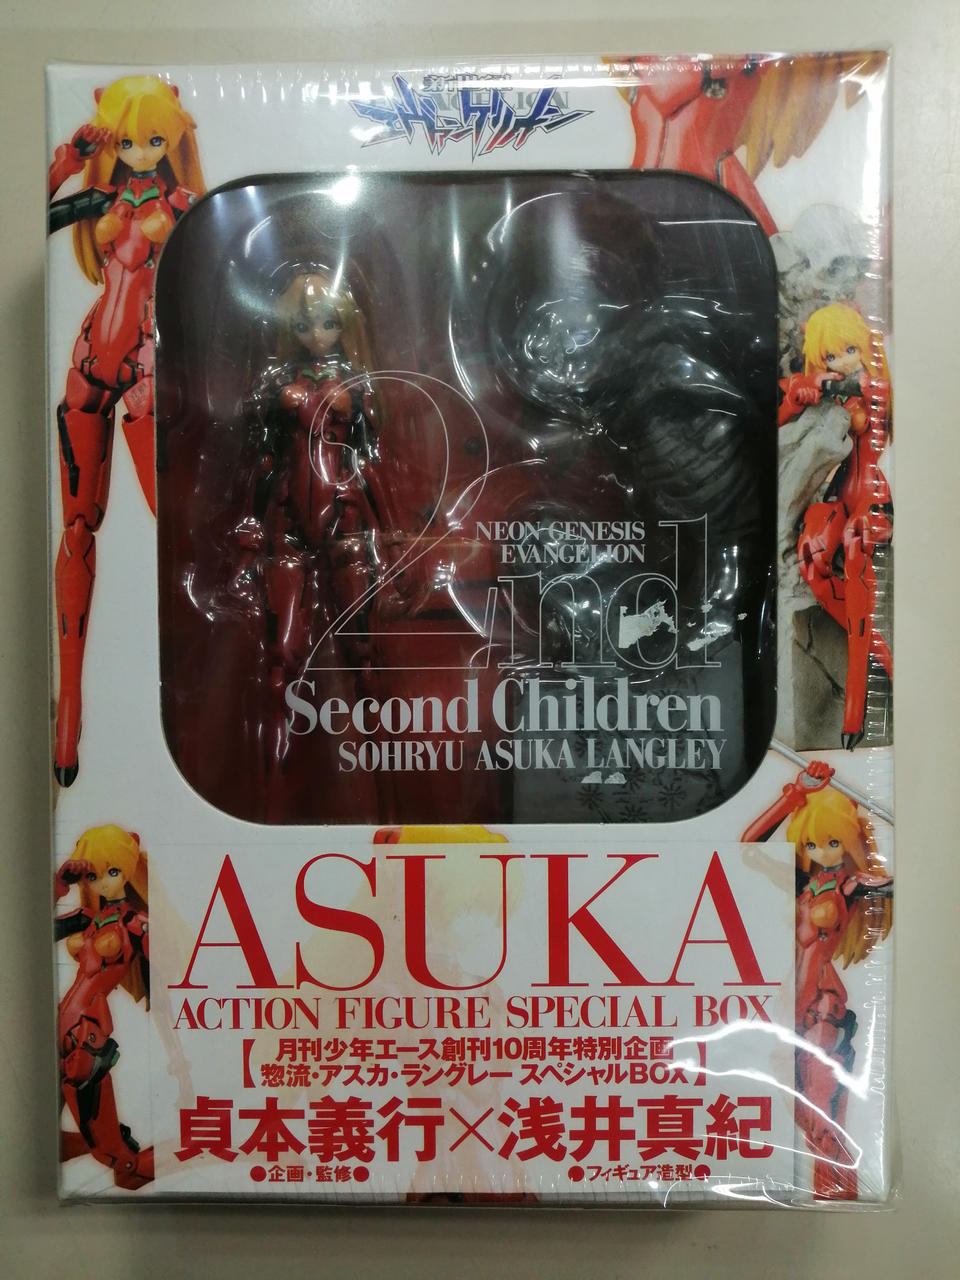 新世紀
エヴァンゲリオン
2nd
NEON GENESIS
EVANGELION
Second Children
SOHRYU ASUKA LANGLEY
ASUKA
ACTION FIGURE SPECIAL BOX
【月刊少年エース創刊10周年特別企画
惣流・アスカ・ラングレー スペシャルBOX】
貞本義行×浅井真紀
●企画・監修● ●フィギュア造型●